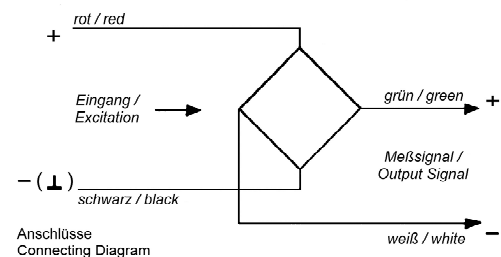 rot / red
+
Eingang /
Excitation
grün / green
+
Meßsignal /
Output Signal
− (⊥)
schwarz / black
weiß / white
−
Anschlüsse
Connecting Diagram